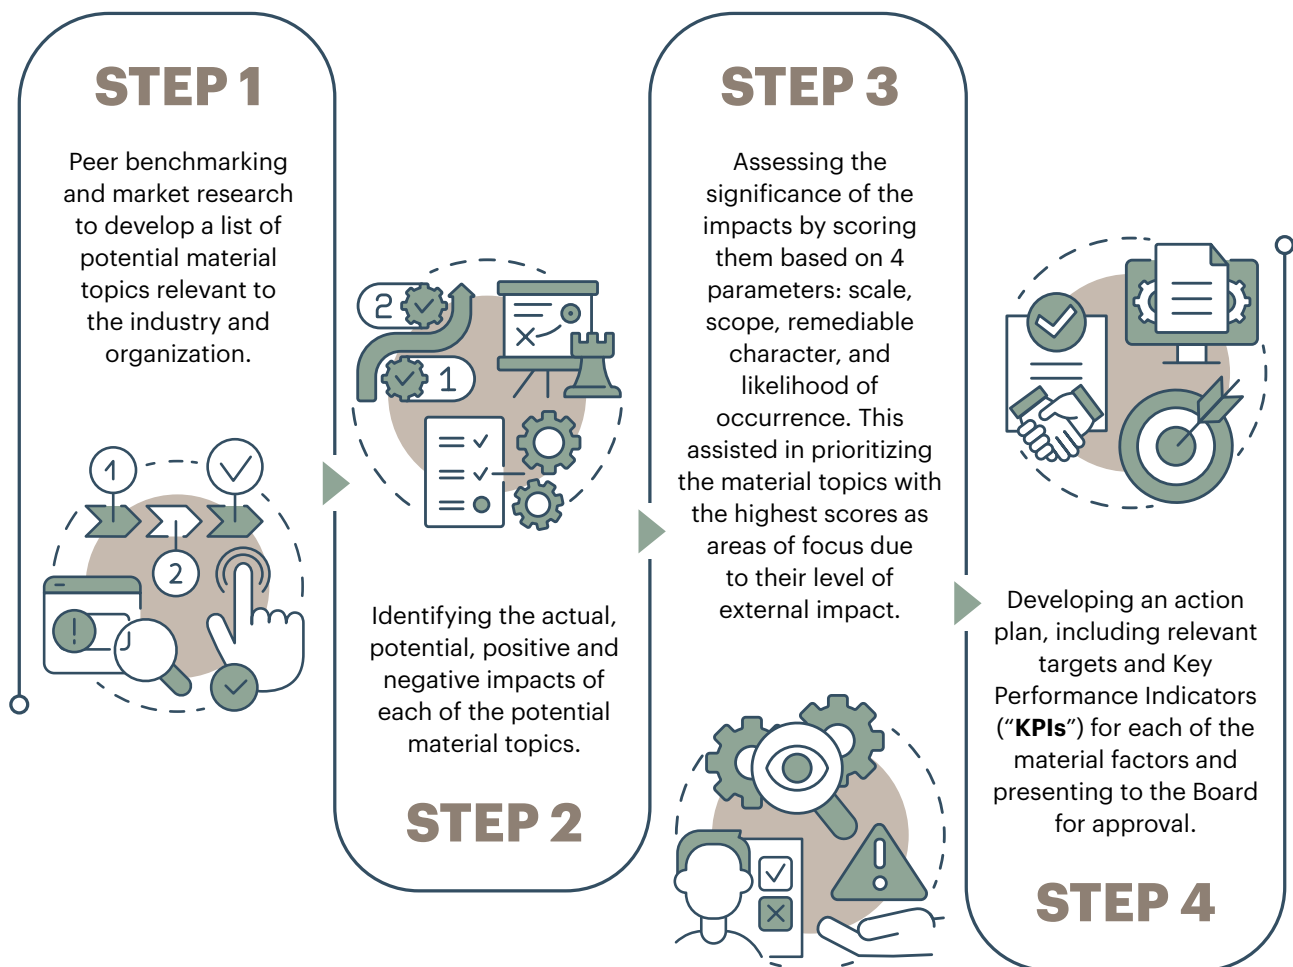 STEP 1
Peer benchmarking
and market research
to develop a list of
potential material
topics relevant to
the industry and
organization.
1
2
2
1
Identifying the actual,
potential, positive and
negative impacts of
each of the potential
material topics.
STEP 2
STEP 3
Assessing the
significance of the
impacts by scoring
them based on 4
parameters: scale,
scope, remediable
character, and
likelihood of
occurrence. This
assisted in prioritizing
the material topics with
the highest scores as
areas of focus due
to their level of
external impact.
Developing an action
plan, including relevant
targets and Key
Performance Indicators
(“KPIs”) for each of the
material factors and
presenting to the Board
for approval.
STEP 4